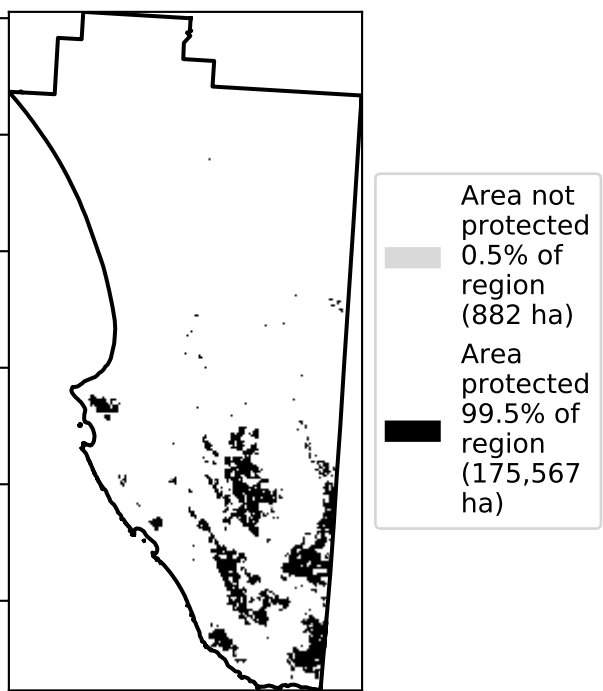 Area not
protected
0.5% of
region
(882 ha)
Area
protected
99.5% of
region
(175,567
ha)